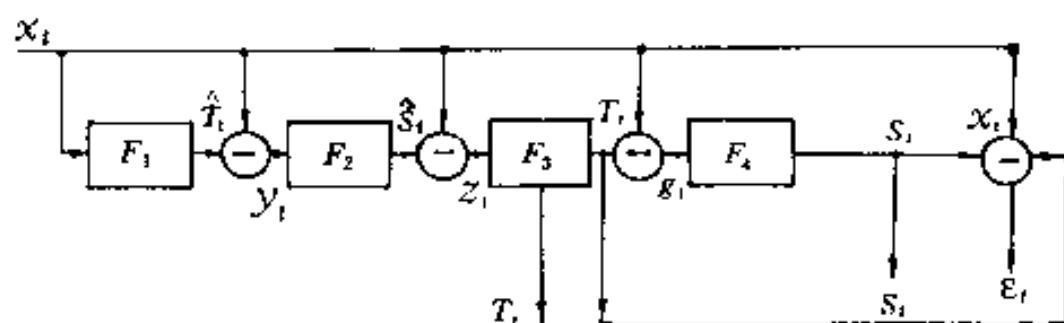 x_t
T̂_t
Ŝ_t
T_t
S_t
x_t
F_1
F_2
F_3
F_4
y_t
z_t
g_t
T_t
S_t
ε_t